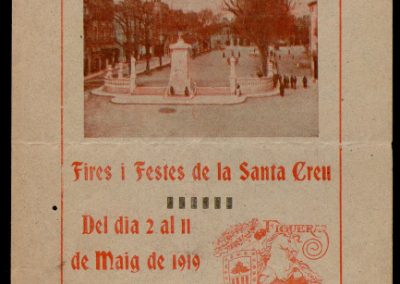 Fires i Festes de la Santa Creu
Del dia 2 al 11
de Maig de 1919
FIGUERAS